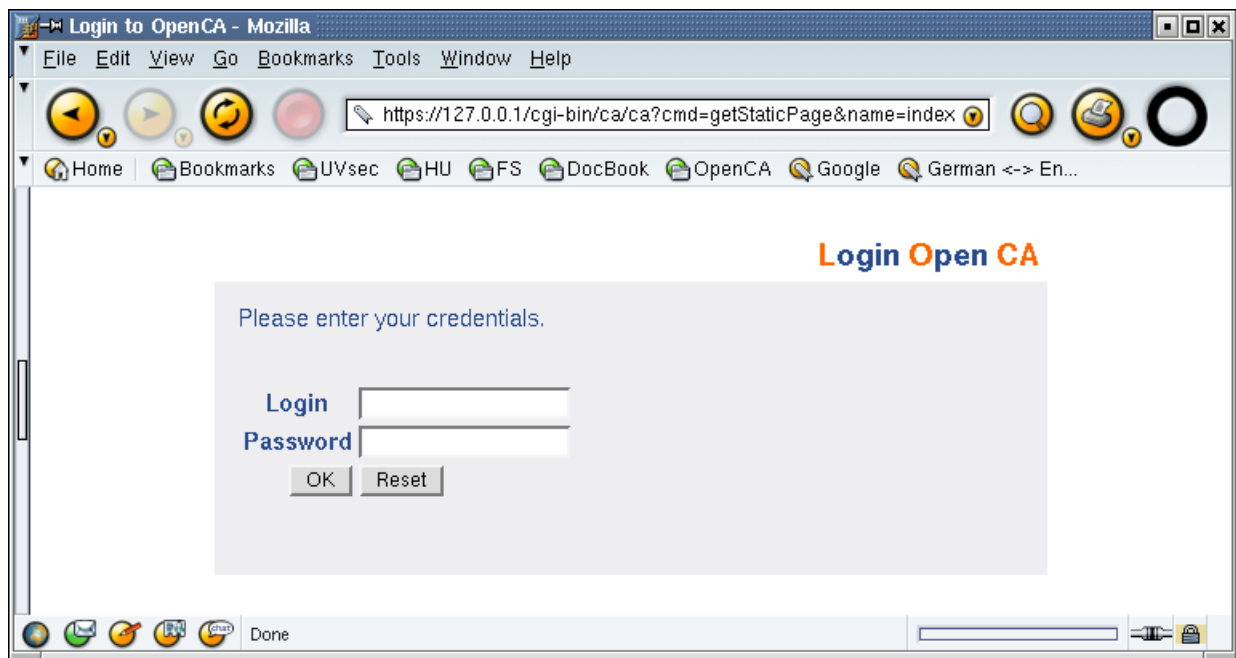 Login to OpenCA - Mozilla
File Edit View Go Bookmarks Tools Window Help
https://127.0.0.1/cgi-bin/ca/ca?cmd=getStaticPage&name=index
Home Bookmarks UVsec HU FS DocBook OpenCA Google German <-> En...
Login Open CA
Please enter your credentials.
Login
Password
OK Reset
Done